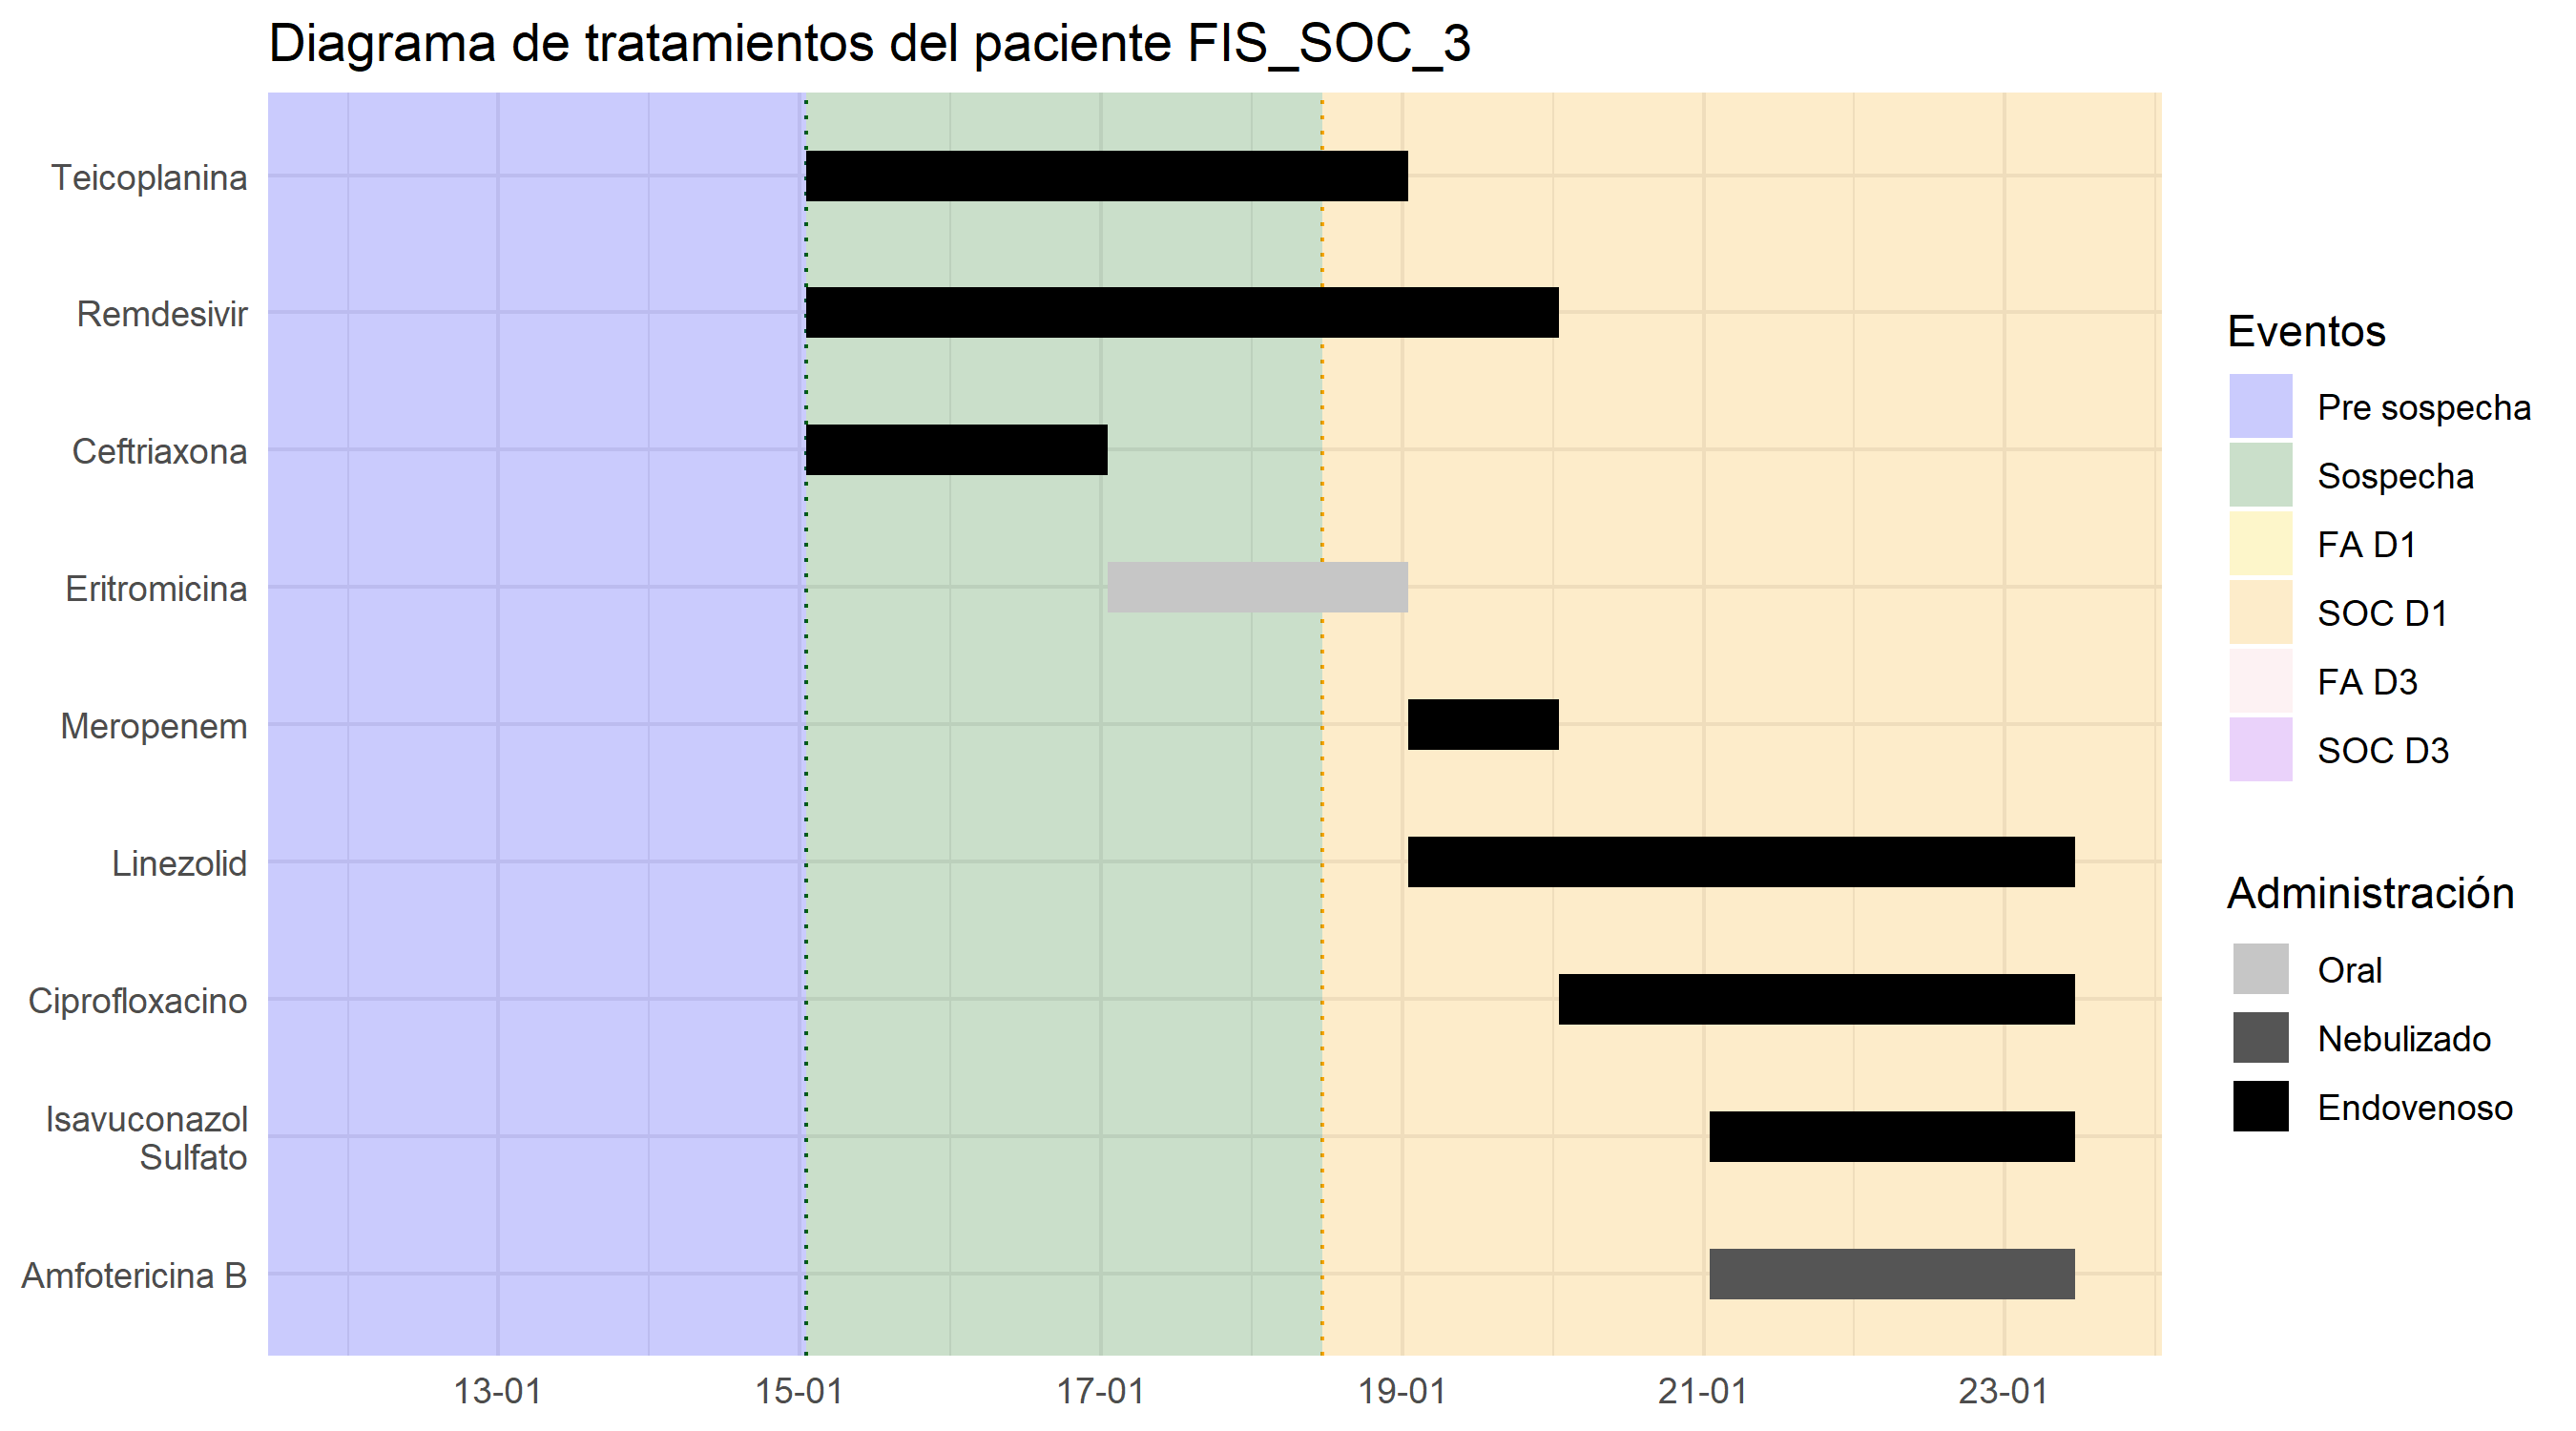 Diagrama de tratamientos del paciente FIS_SOC_3
Teicoplanina
Remdesivir
Ceftriaxona
Eritromicina
Meropenem
Linezolid
Ciprofloxacino
Isavuconazol
Sulfato
Amfotericina B
13-01
15-01
17-01
19-01
21-01
23-01
Eventos
Pre sospecha
Sospecha
FA D1
SOC D1
FA D3
SOC D3
Administración
Oral
Nebulizado
Endovenoso